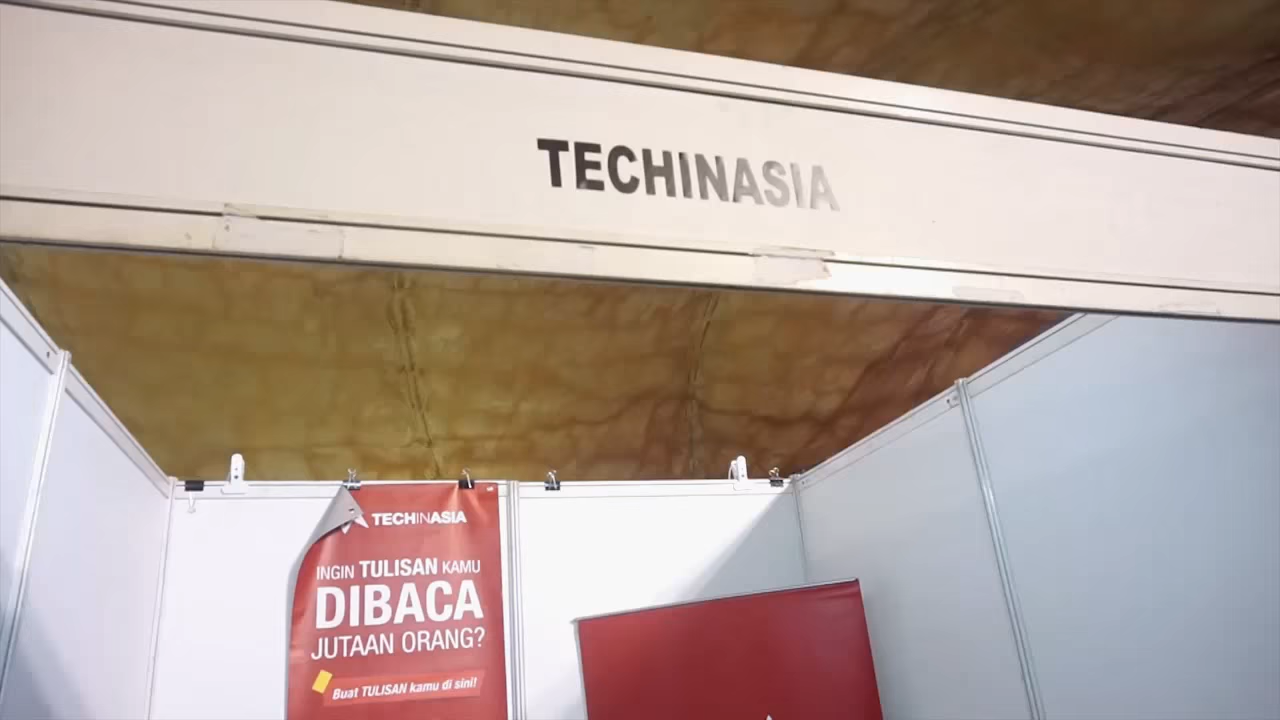 TECHINASIA
TECHINASIA
INGIN TULISAN KAMU
DIBACA
JUTAAN ORANG?
Buat TULISAN kamu di sini!